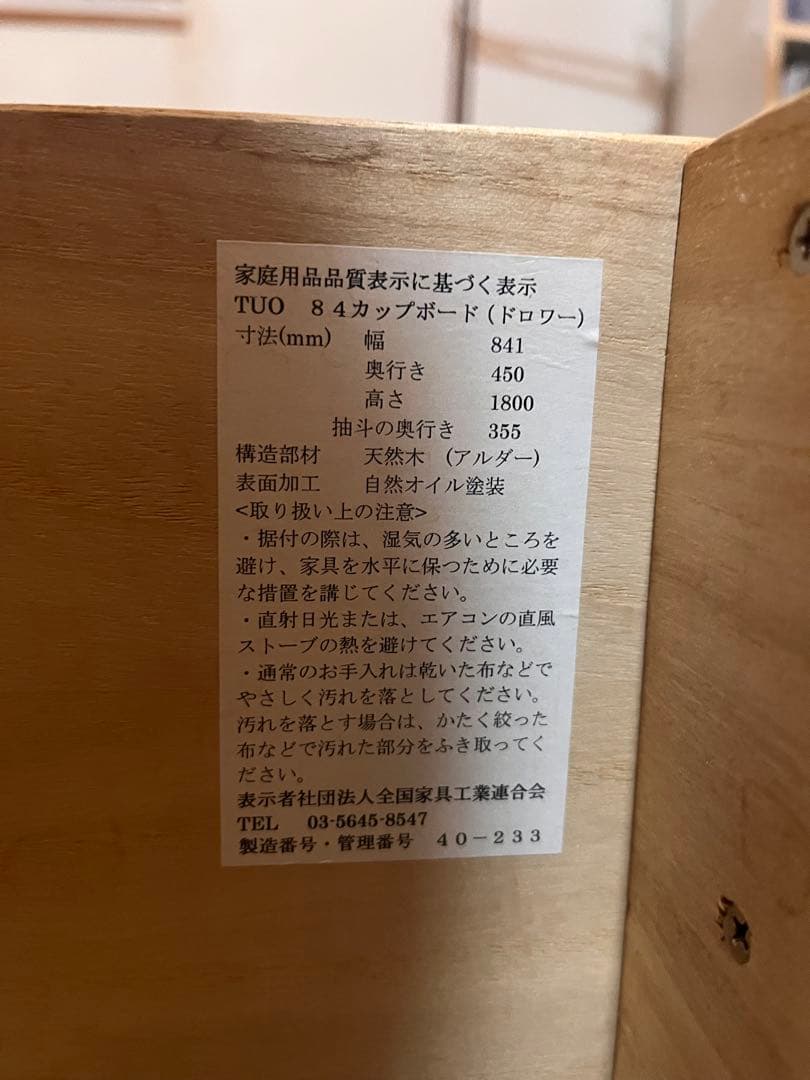 家庭用品品質表示に基づく表示
TUO　８４カップボード (ドロワー)
寸法(mm)　幅　841
奥行き　450
高さ　1800
抽斗の奥行き　355
構造部材　天然木　(アルダー)
表面加工　自然オイル塗装
<取り扱い上の注意>
・据付の際は、湿気の多いところを
避け、家具を水平に保つために必要
な措置を講じてください。
・直射日光または、エアコンの直風
ストーブの熱を避けてください。
・通常のお手入れは乾いた布などで
やさしく汚れを落としてください。
汚れを落とす場合は、かたく絞った
布などで汚れた部分をふき取ってく
ださい。
表示者社団法人全国家具工業連合会
TEL　03-5645-8547
製造番号・管理番号　４０－２３３